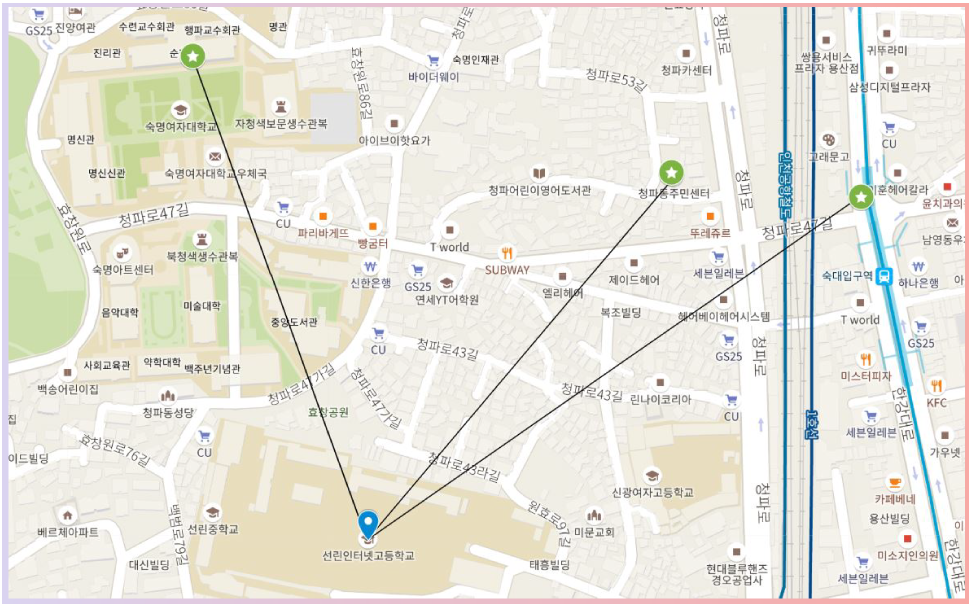 GS25
진양여관
수련교수회관
행파교수회관
명관
진리관
순
바이더웨이
숙명인재관
청파로
청파로53길
청파카센터
청파로
쌍용서비스
프라자 용산점
귀뚜라미
삼성디지털프라자
숙명여자대학교
자청색보문생수관복
효창원로86길
아이브이핫요가
명신관
CU
고래문고
명신신관
숙명여자대학교우체국
청파어린이영어도서관
청파동주민센터
인천공항철도
이훈헤어칼라
윤치과의원
청파로47길
CU
파리바게뜨
빵굼터
T world
뚜레쥬르
청파로
청파로47길
남영동우
효창원로
북청색생수관복
숙명아트센터
신한은행
GS25
연세YT어학원
SUBWAY
엘리헤어
제이드헤어
세븐일레븐
숙대입구역
하나은행
음악대학
미술대학
중앙도서관
복조빌딩
헤어베이헤어시스템
T world
CU
청파로43길
GS25
GS25
사회교육관
약학대학
백주년기념관
백송어린이집
청파로47가길
청파로47가길
청파로43길
린나이코리아
CU
미스터피자
KFC
한강대로
청파동성당
효창공원
집
CU
1호선
세븐일레븐
가우넷
이드빌딩
효창원로76길
청파로43라길
신광여자고등학교
청파로
카페베네
용산빌딩
베르체아파트
선린중학교
백범로79길
원효로97길
미문교회
미소지인의원
한강대로
대신빌딩
선린인터넷고등학교
태흥빌딩
현대블루핸즈
경오공업사
세븐일레븐